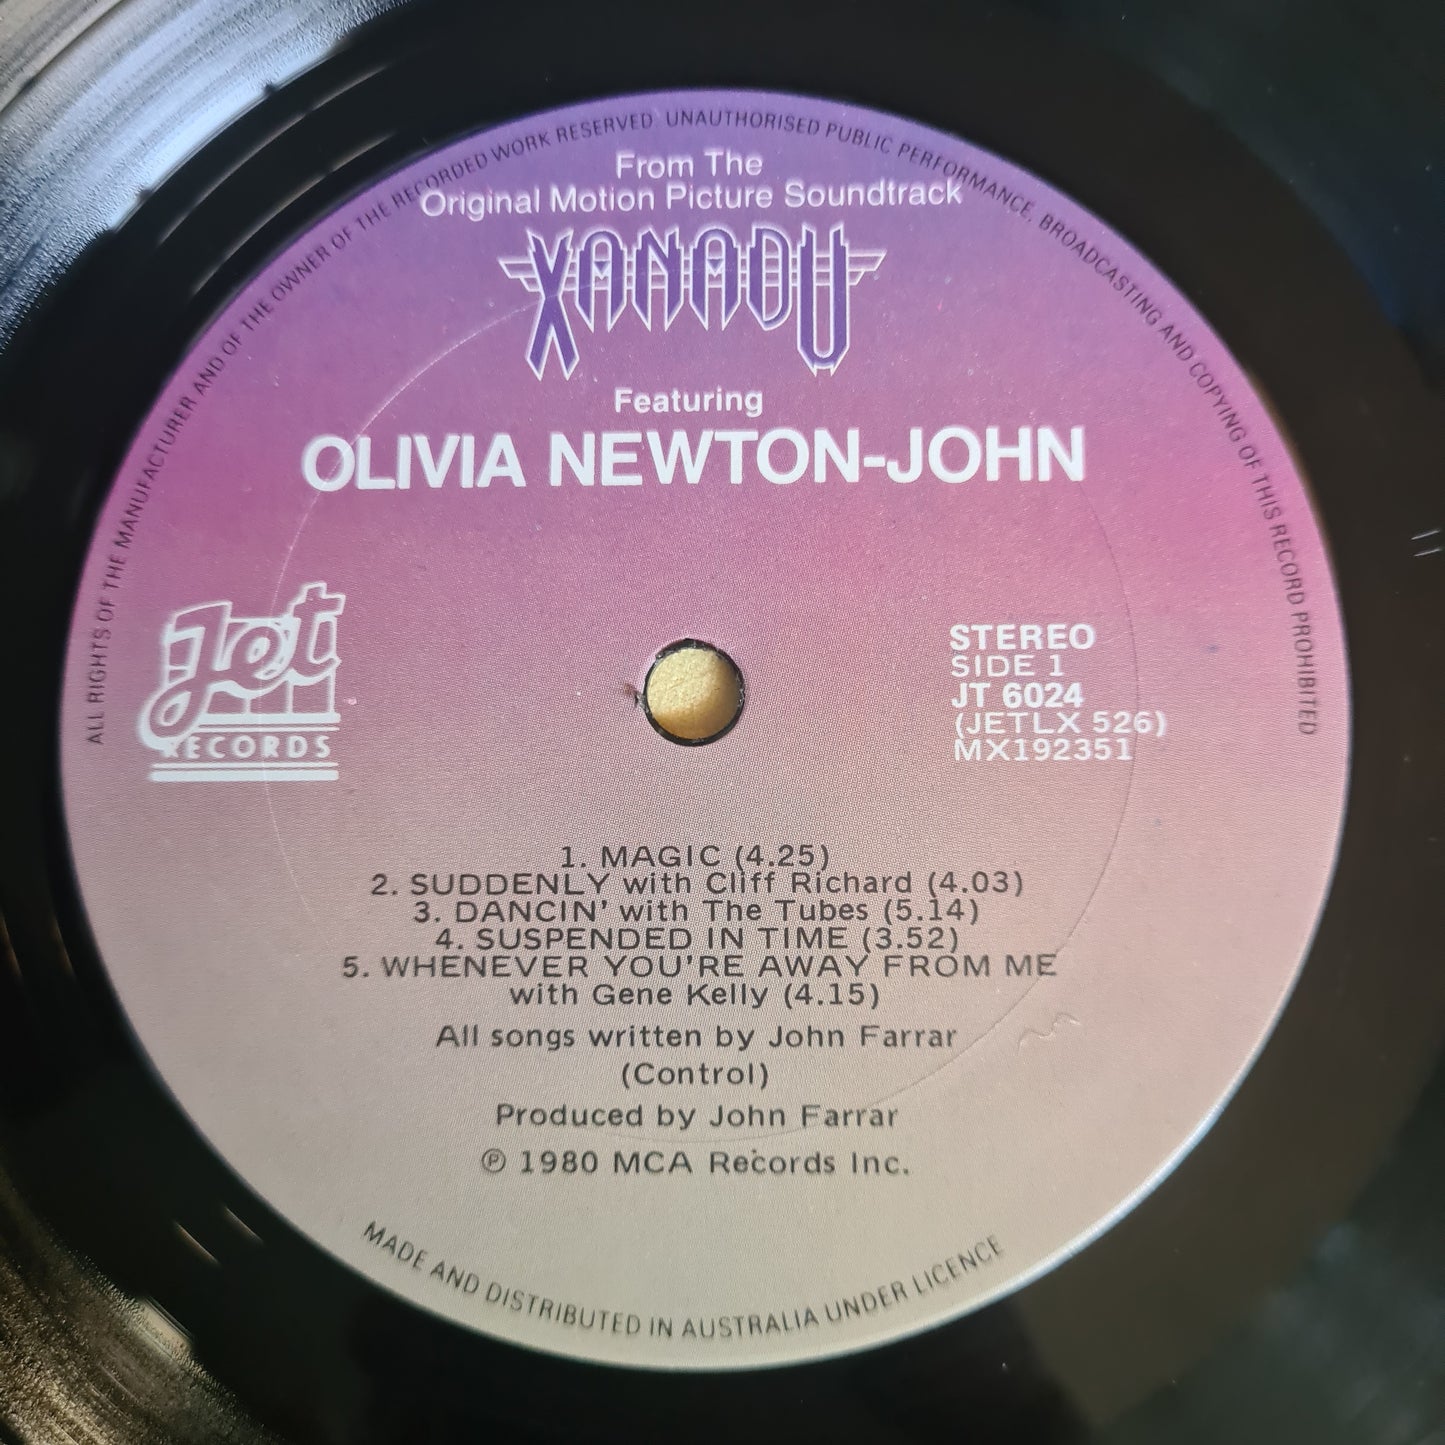 ALL RIGHTS OF THE MANUFACTURER AND OF THE OWNER OF THE RECORDED WORK RESERVED UNAUTHORISED PUBLIC PERFORMANCE, BROADCASTING AND COPYING OF THIS RECORD PROHIBITED
From The
Original Motion Picture Soundtrack
XANADU
Featuring
OLIVIA NEWTON-JOHN
Jet
RECORDS
STEREO
SIDE 1
JT 6024
(JETLX 526)
MX192351
1. MAGIC (4.25)
2. SUDDENLY with Cliff Richard (4.03)
3. DANCIN' with The Tubes (5.14)
4. SUSPENDED IN TIME (3.52)
5. WHENEVER YOU'RE AWAY FROM ME
with Gene Kelly (4.15)
All songs written by John Farrar
(Control)
Produced by John Farrar
℗ 1980 MCA Records Inc.
MADE AND DISTRIBUTED IN AUSTRALIA UNDER LICENCE